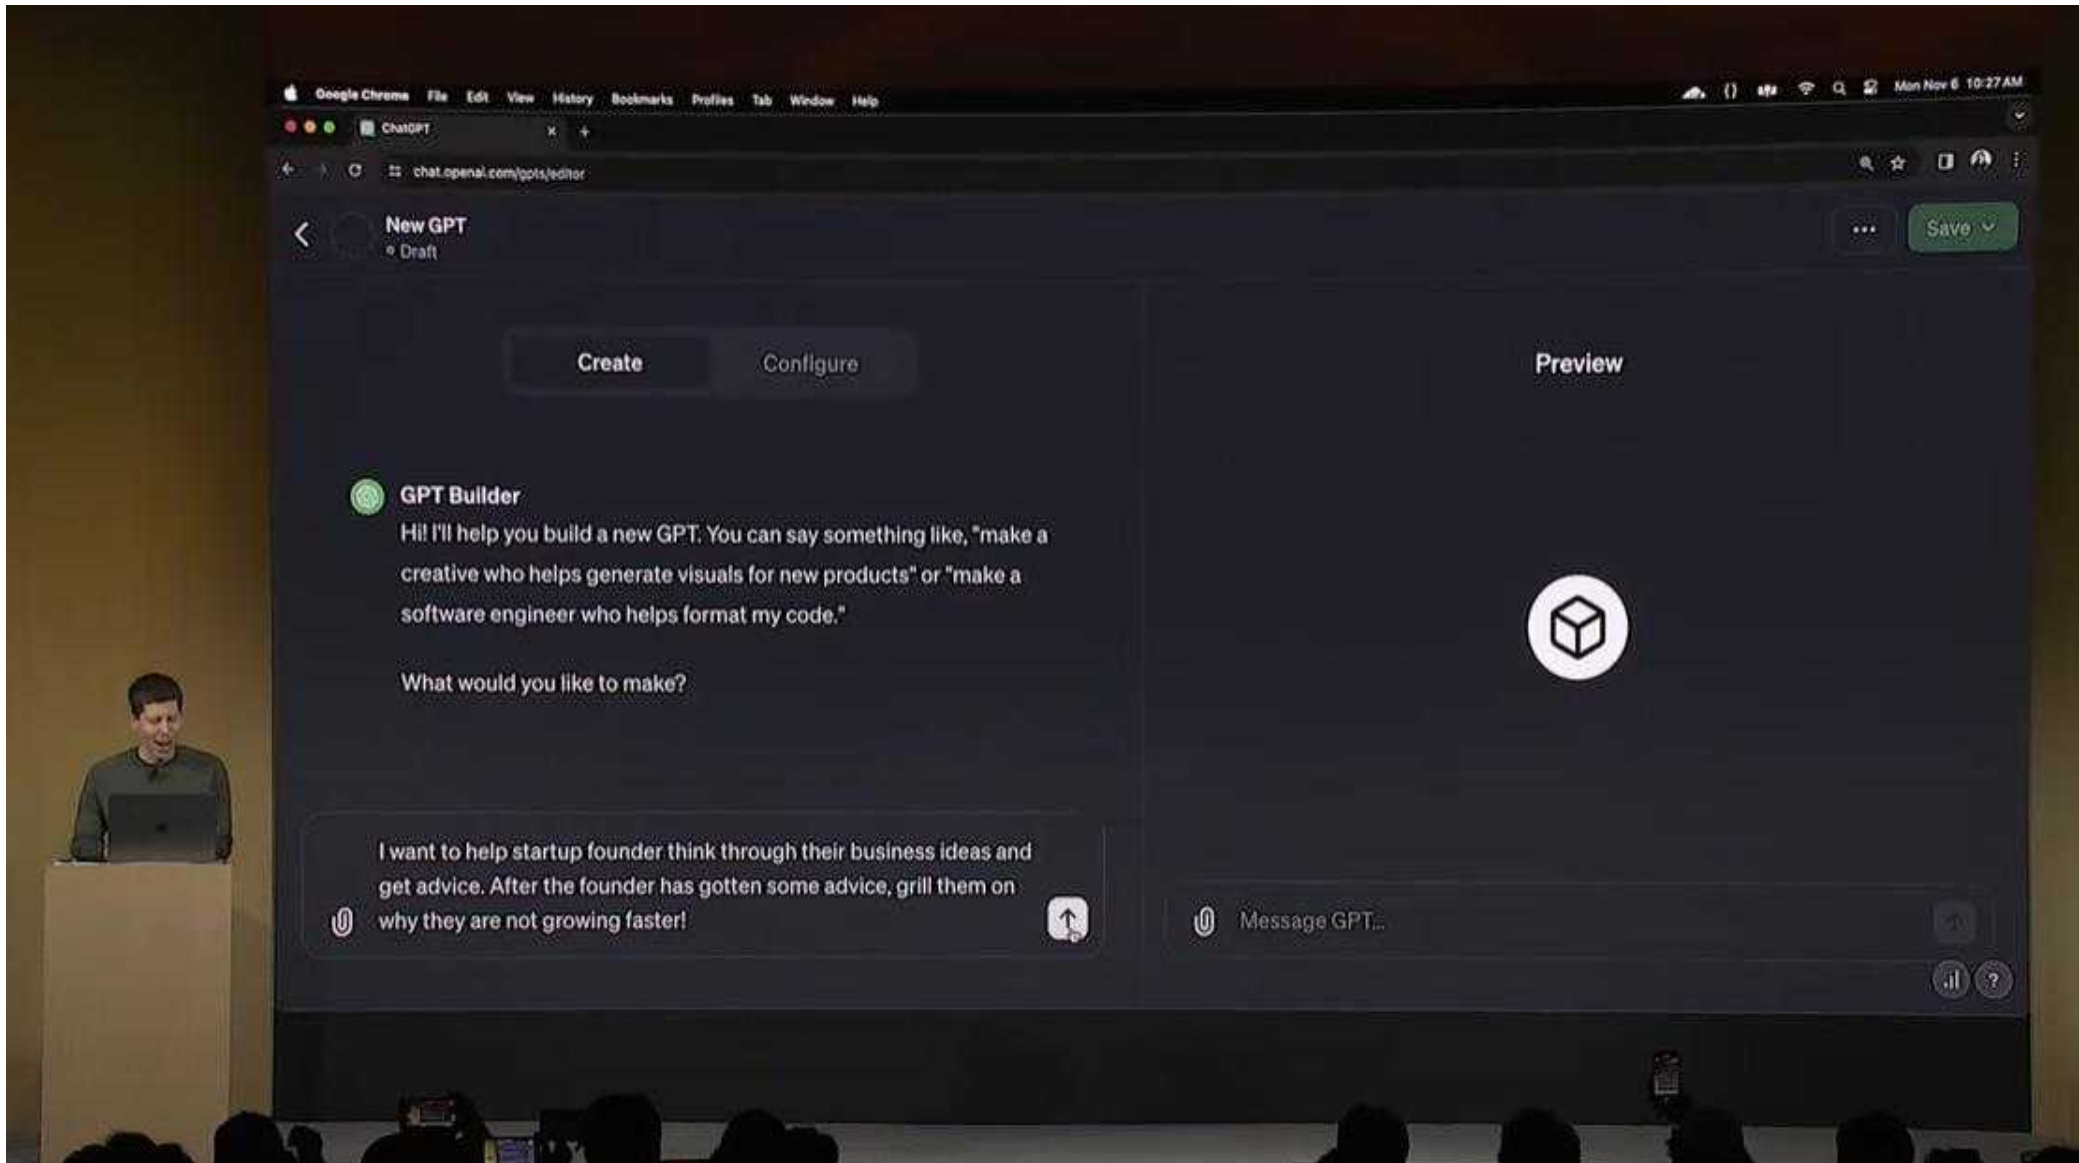 Google Chrome File Edit View History Bookmarks Profiles Tab Window Help
Mon Nov 6 10:27 AM
ChatGPT
chat.openai.com/gpts/editor
New GPT
Draft
Save
Create
Configure
Preview
GPT Builder
Hi! I'll help you build a new GPT. You can say something like, "make a
creative who helps generate visuals for new products" or "make a
software engineer who helps format my code."
What would you like to make?
I want to help startup founder think through their business ideas and
get advice. After the founder has gotten some advice, grill them on
why they are not growing faster!
Message GPT...
?